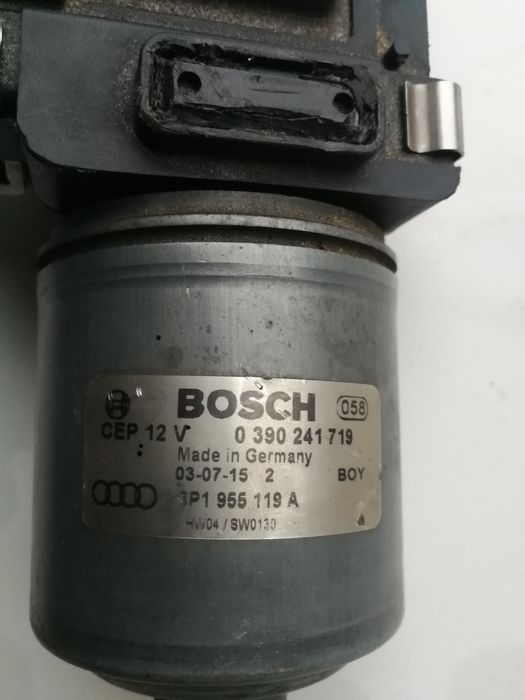 BOSCH 058
CEP 12 V 0 390 241 719
Made in Germany
03-07-15 2 BOY
8P1 955 119 A
HW04 / SW0130